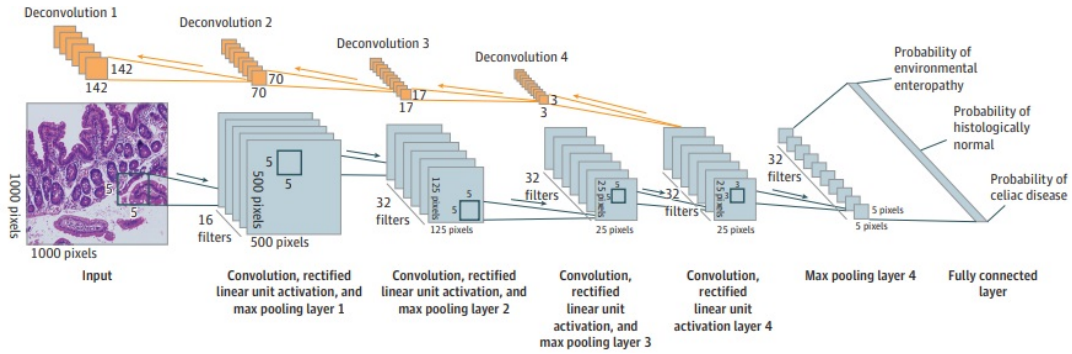 Deconvolution 1
142
142
Deconvolution 2
70
70
Deconvolution 3
17
17
Deconvolution 4
3
3
Probability of
environmental
enteropathy
Probability of
histologically
normal
Probability of
celiac disease
1000 pixels
1000 pixels
5
5
Input
16
filters
500 pixels
500 pixels
5
5
Convolution, rectified
linear unit activation, and
max pooling layer 1
32
filters
125 pixels
125 pixels
5
5
Convolution, rectified
linear unit activation, and
max pooling layer 2
32
filters
25 pixels
25 pixels
5
5
Convolution,
rectified
linear unit
activation, and
max pooling layer 3
32
filters
25 pixels
25 pixels
3
3
Convolution,
rectified
linear unit
activation layer 4
32
filters
5 pixels
5 pixels
Max pooling layer 4
Fully connected
layer